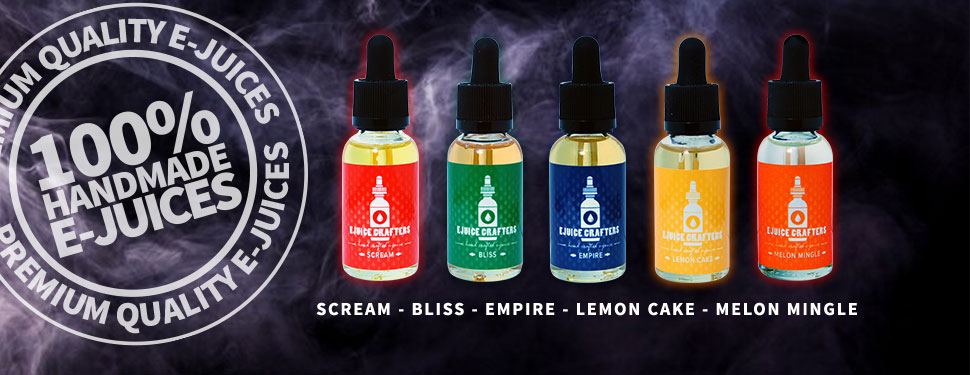 PREMIUM QUALITY E-JUICES
100%
HANDMADE
E-JUICES
PREMIUM QUALITY E-JUICES
EJUICE CRAFTERS
SCREAM
EJUICE CRAFTERS
BLISS
EJUICE CRAFTERS
EMPIRE
EJUICE CRAFTERS
LEMON CAKE
EJUICE CRAFTERS
MELON MINGLE
SCREAM - BLISS - EMPIRE - LEMON CAKE - MELON MINGLE